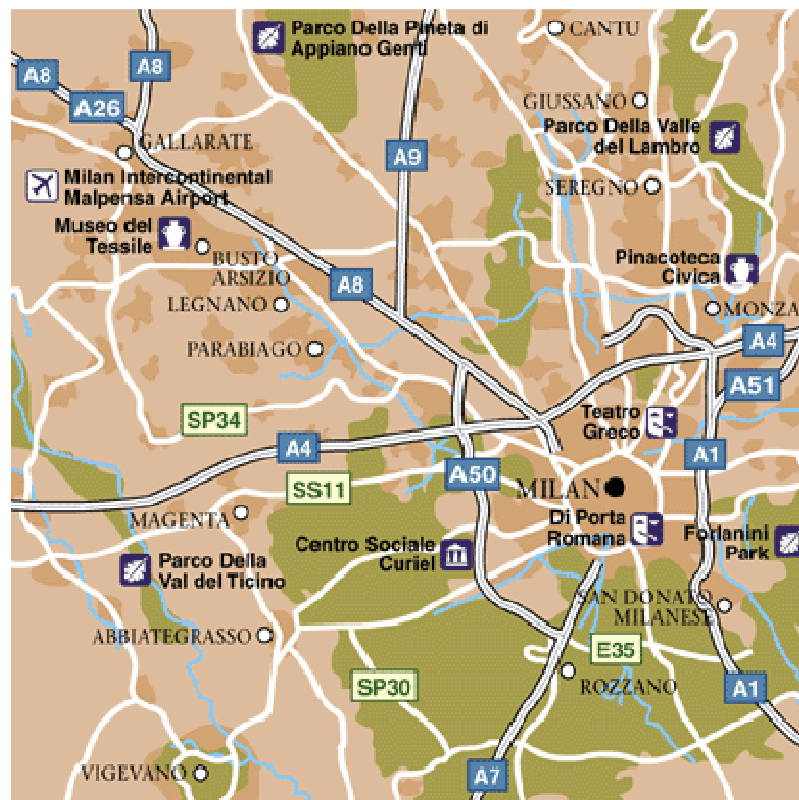 Parco Della Pineta di
Appiano Genti
CANTU
A8
A8
A26
GIUSSANO
Parco Della Valle
del Lambro
GALLARATE
A9
Milan Intercontinental
Malpensa Airport
SEREGNO
Museo del
Tessile
BUSTO
ARSIZIO
Pinacoteca
Civica
A8
LEGNANO
MONZA
PARABIAGO
A4
A51
SP34
Teatro
Greco
A4
A1
A50
SS11
MILAN
MAGENTA
Di Porta
Romana
Forlanini
Park
Centro Sociale
Curiel
Parco Della
Val del Ticino
SAN DONATO
MILANESE
ABBIATEGRASSO
E35
SP30
ROZZANO
A1
VIGEVANO
A7